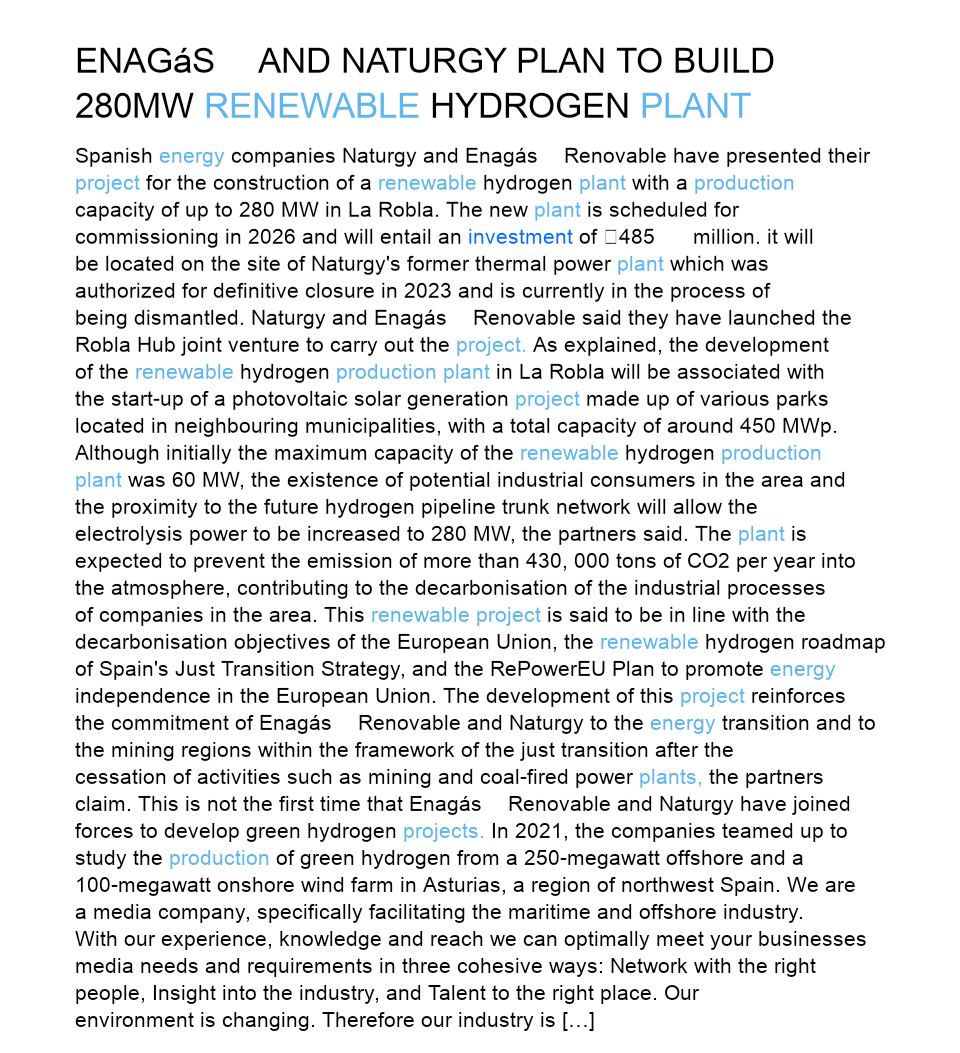 ENAGáS AND NATURGY PLAN TO BUILD
280MW RENEWABLE HYDROGEN PLANT
Spanish energy companies Naturgy and Enagás Renovable have presented their
project for the construction of a renewable hydrogen plant with a production
capacity of up to 280 MW in La Robla. The new plant is scheduled for
commissioning in 2026 and will entail an investment of □485 million. it will
be located on the site of Naturgy's former thermal power plant which was
authorized for definitive closure in 2023 and is currently in the process of
being dismantled. Naturgy and Enagás Renovable said they have launched the
Robla Hub joint venture to carry out the project. As explained, the development
of the renewable hydrogen production plant in La Robla will be associated with
the start-up of a photovoltaic solar generation project made up of various parks
located in neighbouring municipalities, with a total capacity of around 450 MWp.
Although initially the maximum capacity of the renewable hydrogen production
plant was 60 MW, the existence of potential industrial consumers in the area and
the proximity to the future hydrogen pipeline trunk network will allow the
electrolysis power to be increased to 280 MW, the partners said. The plant is
expected to prevent the emission of more than 430, 000 tons of CO2 per year into
the atmosphere, contributing to the decarbonisation of the industrial processes
of companies in the area. This renewable project is said to be in line with the
decarbonisation objectives of the European Union, the renewable hydrogen roadmap
of Spain's Just Transition Strategy, and the RePowerEU Plan to promote energy
independence in the European Union. The development of this project reinforces
the commitment of Enagás Renovable and Naturgy to the energy transition and to
the mining regions within the framework of the just transition after the
cessation of activities such as mining and coal-fired power plants, the partners
claim. This is not the first time that Enagás Renovable and Naturgy have joined
forces to develop green hydrogen projects. In 2021, the companies teamed up to
study the production of green hydrogen from a 250-megawatt offshore and a
100-megawatt onshore wind farm in Asturias, a region of northwest Spain. We are
a media company, specifically facilitating the maritime and offshore industry.
With our experience, knowledge and reach we can optimally meet your businesses
media needs and requirements in three cohesive ways: Network with the right
people, Insight into the industry, and Talent to the right place. Our
environment is changing. Therefore our industry is […]